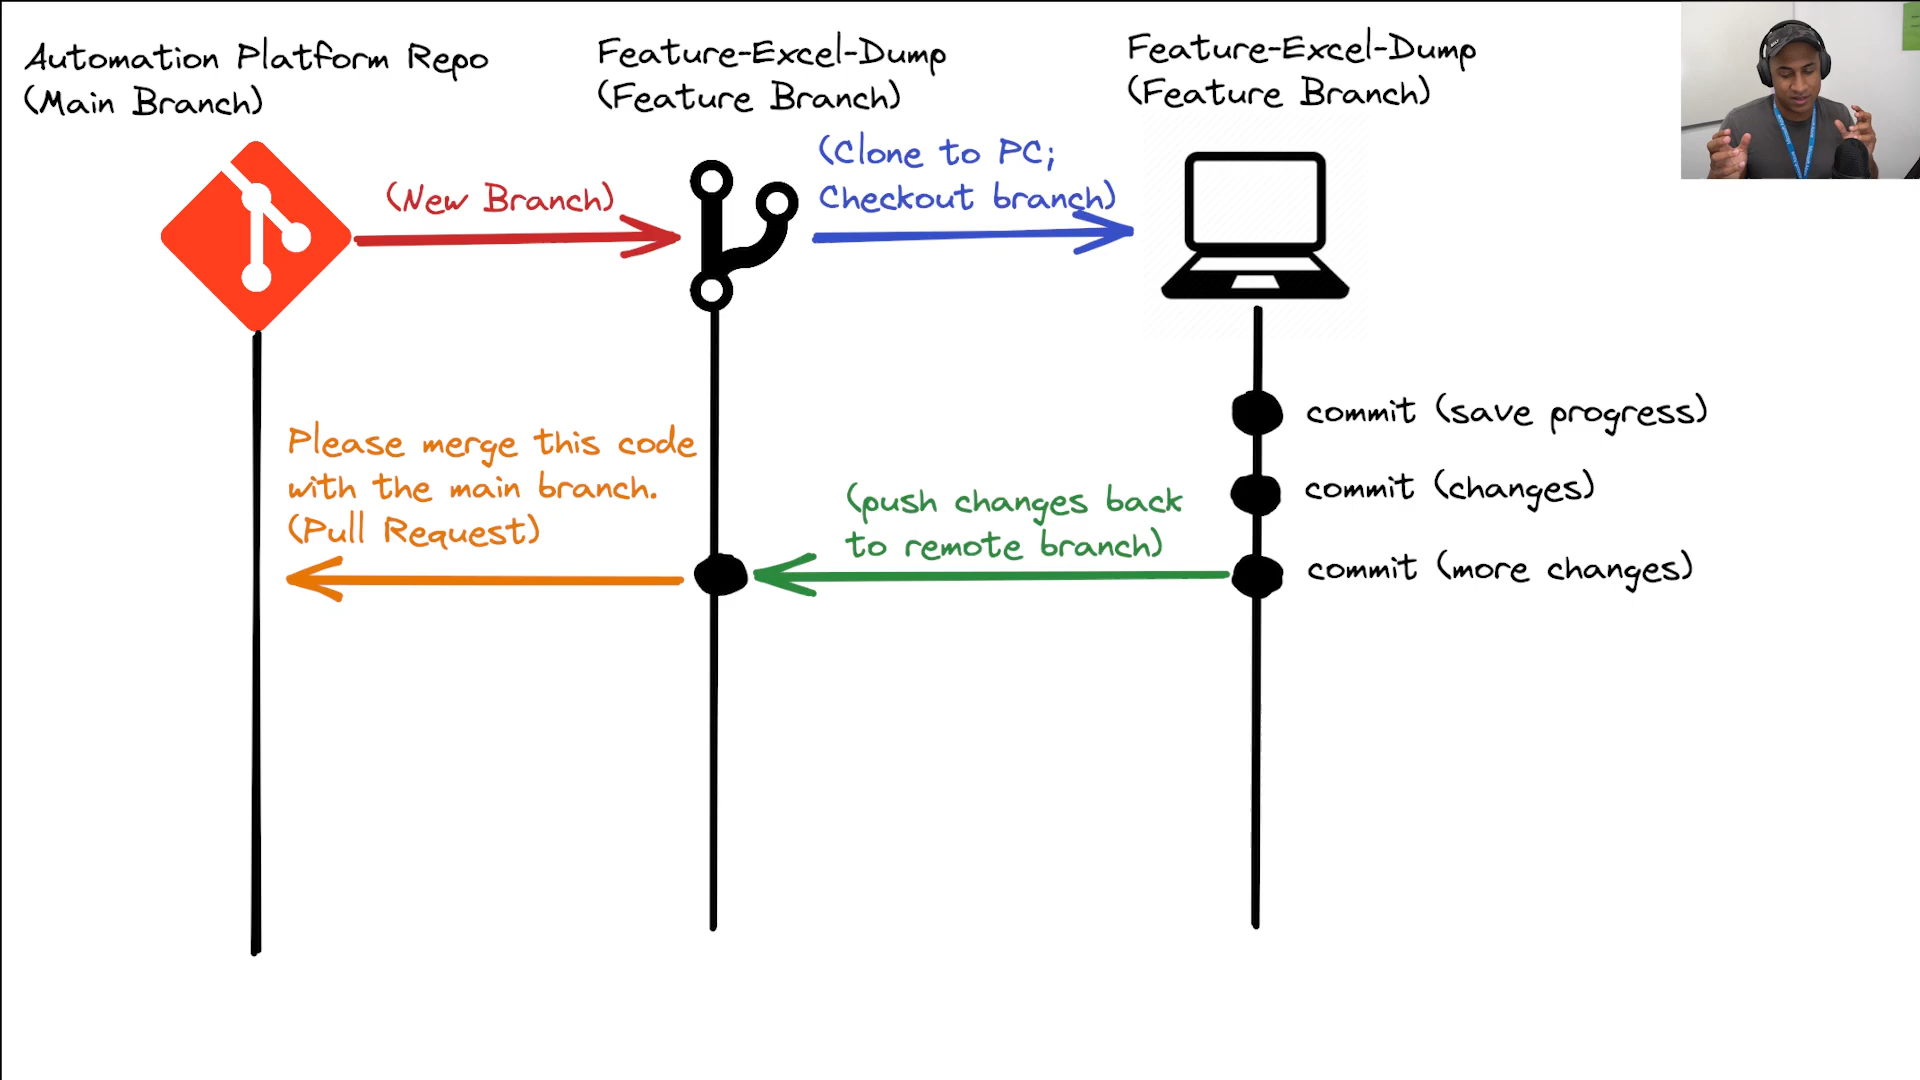 Automation Platform Repo
(Main Branch)
Feature-Excel-Dump
(Feature Branch)
Feature-Excel-Dump
(Feature Branch)
(New Branch)
(Clone to PC;
Checkout branch)
commit (save progress)
commit (changes)
commit (more changes)
(push changes back
to remote branch)
Please merge this code
with the main branch.
(Pull Request)